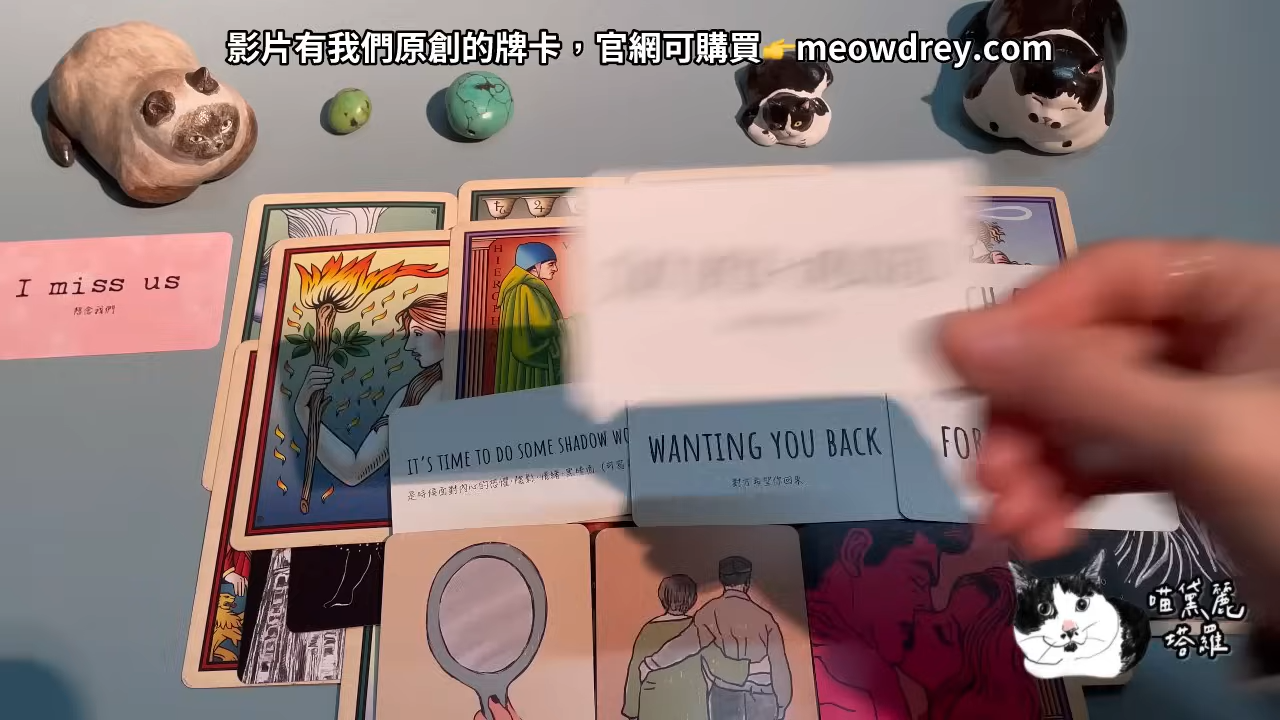 影片有我們原創的牌卡，官網可購買👉meowdrey.com
I miss us
想念我們
HIEROPH
IT'S TIME TO DO SOME SHADOW WO
是時候面對內心的恐懼·陰影·情緒·黑暗面
WANTING YOU BACK
對方希望你回來
FOR
喵黛麗
塔羅